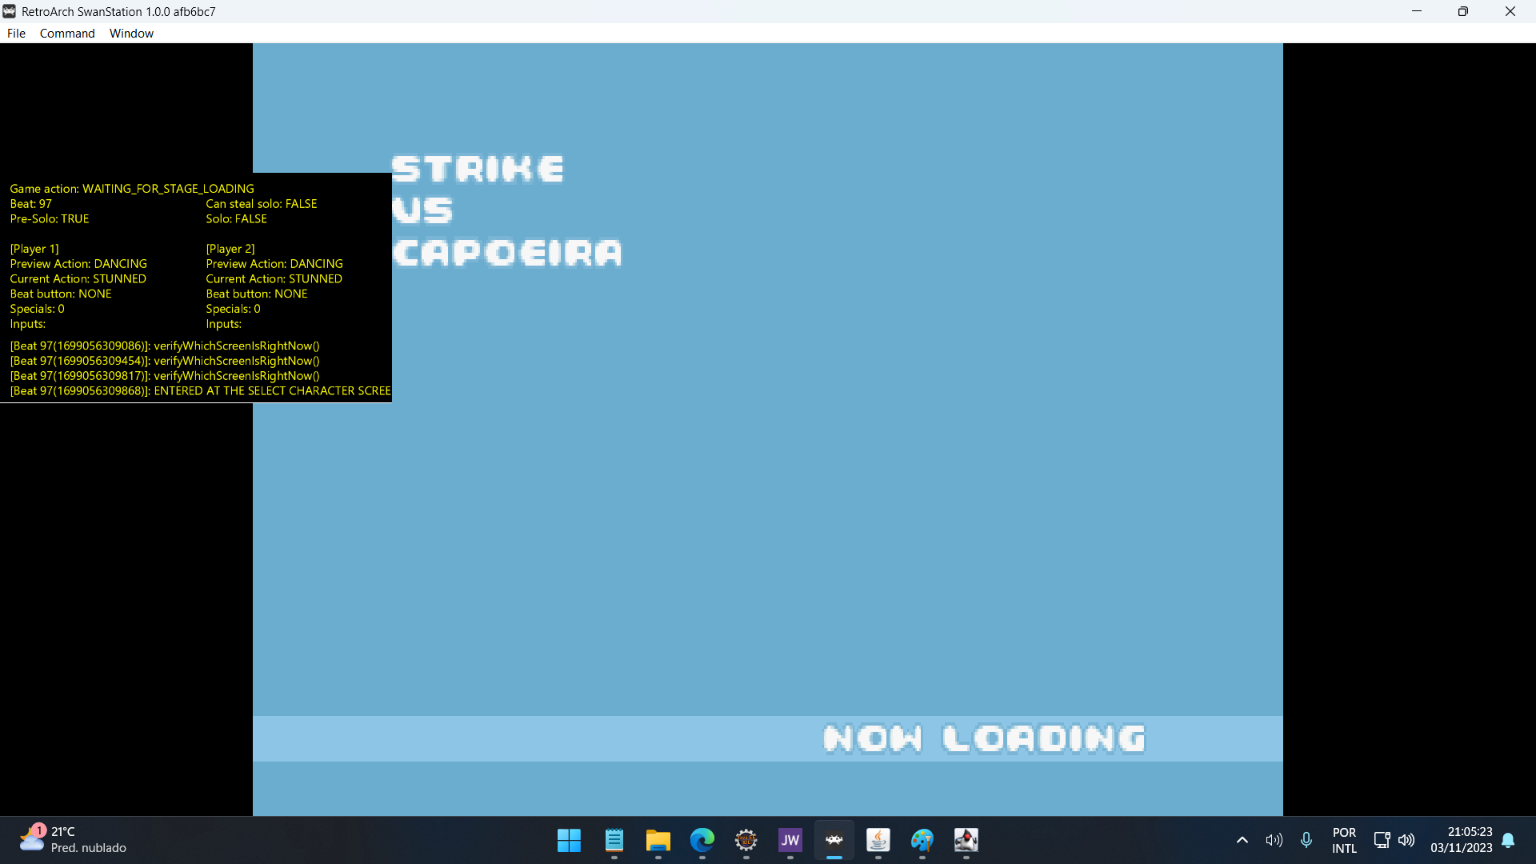 RetroArch SwanStation 1.0.0 afb6bc7
File Command Window
STRIKE
VS
CAPOEIRA
Game action: WAITING_FOR_STAGE_LOADING
Beat: 97 Can steal solo: FALSE
Pre-Solo: TRUE Solo: FALSE
[Player 1] [Player 2]
Preview Action: DANCING Preview Action: DANCING
Current Action: STUNNED Current Action: STUNNED
Beat button: NONE Beat button: NONE
Specials: 0 Specials: 0
Inputs: Inputs:
[Beat 97(1699056309086)]: verifyWhichScreenIsRightNow()
[Beat 97(1699056309454)]: verifyWhichScreenIsRightNow()
[Beat 97(1699056309817)]: verifyWhichScreenIsRightNow()
[Beat 97(1699056309868)]: ENTERED AT THE SELECT CHARACTER SCREE
NOW LOADING
1 21°C
Pred. nublado
JW
POR
INTL
21:05:23
03/11/2023